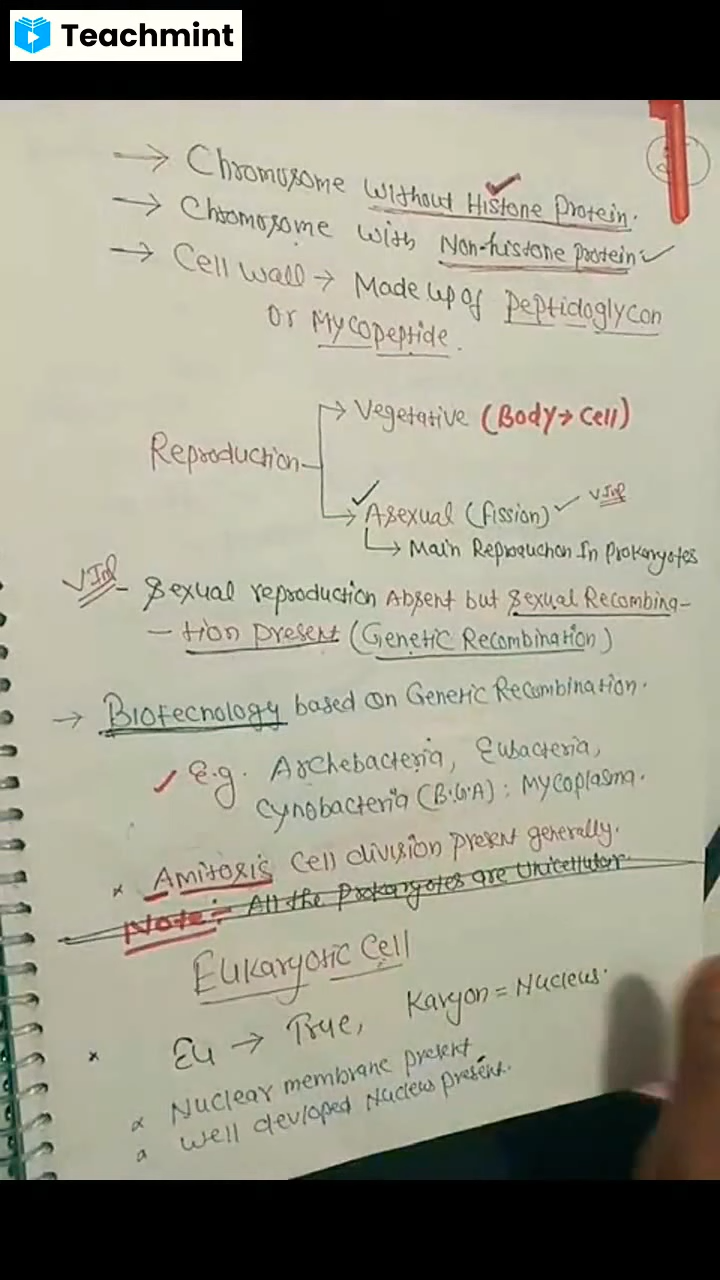 Teachmint
→ Chromosome without Histone Protein.
→ Chromosome with Non-histone protein
→ Cell wall → Made up of peptidoglycon
or Mycopeptide.
→ Vegetative (Body → Cell)
Reproduction
→ Asexual (fission) V.Imp
→ Main Reproduction In Prokaryotes
V.Imp - Sexual reproduction Absent but Sexual Recombina-
-tion present (Genetic Recombination)
→ Biotecnology based on Genetic Recombination.
E.g. Archebacteria, Eubacteria,
Cynobacteria (B.G.A) : Mycoplasma.
× Amitosis Cell division present generally.
Note:- All the Prokaryotes are Unicellular.
Eukaryotic Cell
× Eu → True, Karyon = Nucleus.
Nuclear membrane present
well devloped Nucleus present.